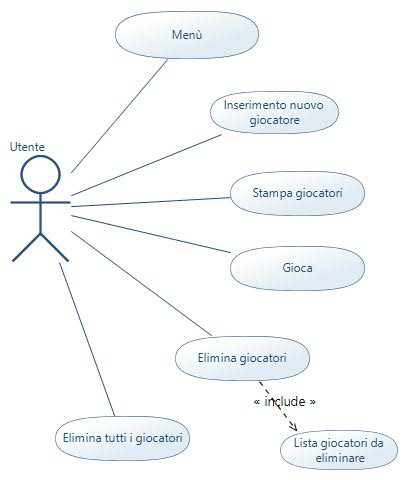 Menù
Inserimento nuovo
giocatore
Utente
Stampa giocatori
Gioca
Elimina giocatori
« include »
Elimina tutti i giocatori
Lista giocatori da
eliminare